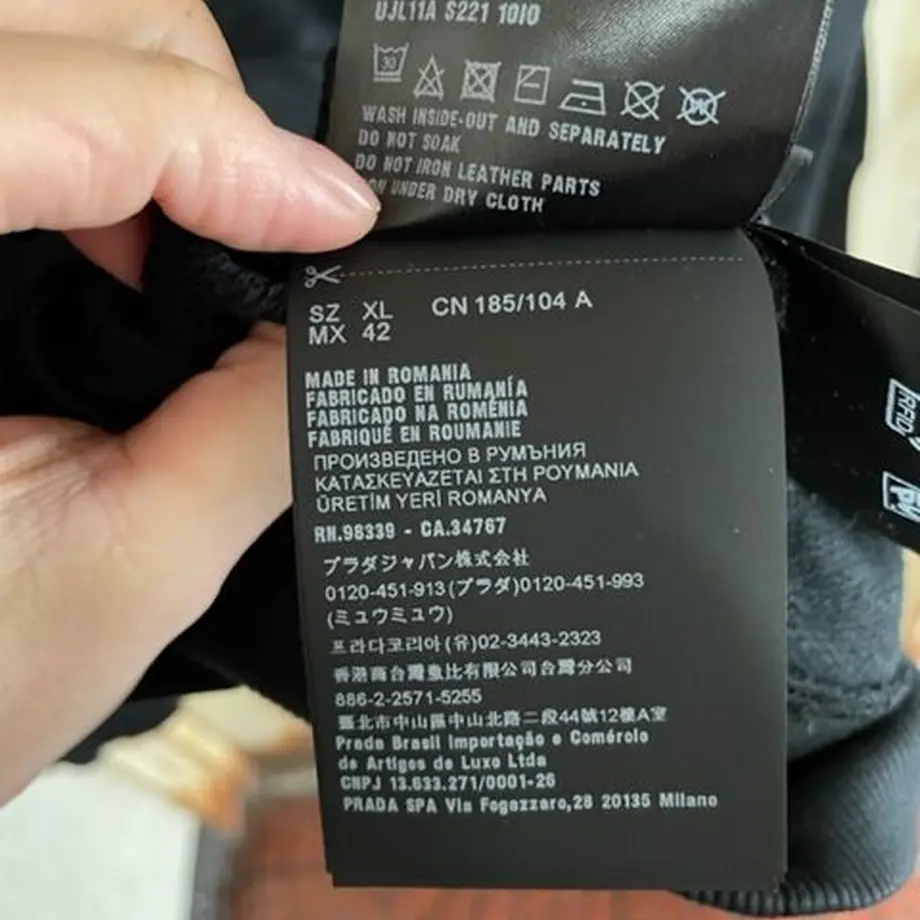 UJL11A S221 10I0
30
WASH INSIDE-OUT AND SEPARATELY
DO NOT SOAK
DO NOT IRON LEATHER PARTS
UNDER DRY CLOTH
SZ XL CN 185/104 A
MX 42
MADE IN ROMANIA
FABRICADO EN RUMANÍA
FABRICADO NA ROMÉNIA
FABRIQUÉ EN ROUMANIE
ПРОИЗВЕДЕНО В РУМЪНИЯ
ΚΑΤΑΣΚΕΥΑΖΕΤΑΙ ΣΤΗ ΡΟΥΜΑΝΙΑ
ÜRETİM YERİ ROMANYA
RN.98339 - CA.34767
プラダジャパン株式会社
0120-451-913(プラダ)0120-451-993
(ミュウミュウ)
프라다코리아(유)02-3443-2323
香港商台灣
比有限公司台灣分公司
886-2-2571-5255
臺北市中山區中山北路二段44號12樓A室
Prada Brasil Importação e Comércio
de Artigos de Luxo Ltda
CNPJ 13.633.271/0001-26
PRADA SPA Via Fogazzaro,28 20135 Milano
RFID